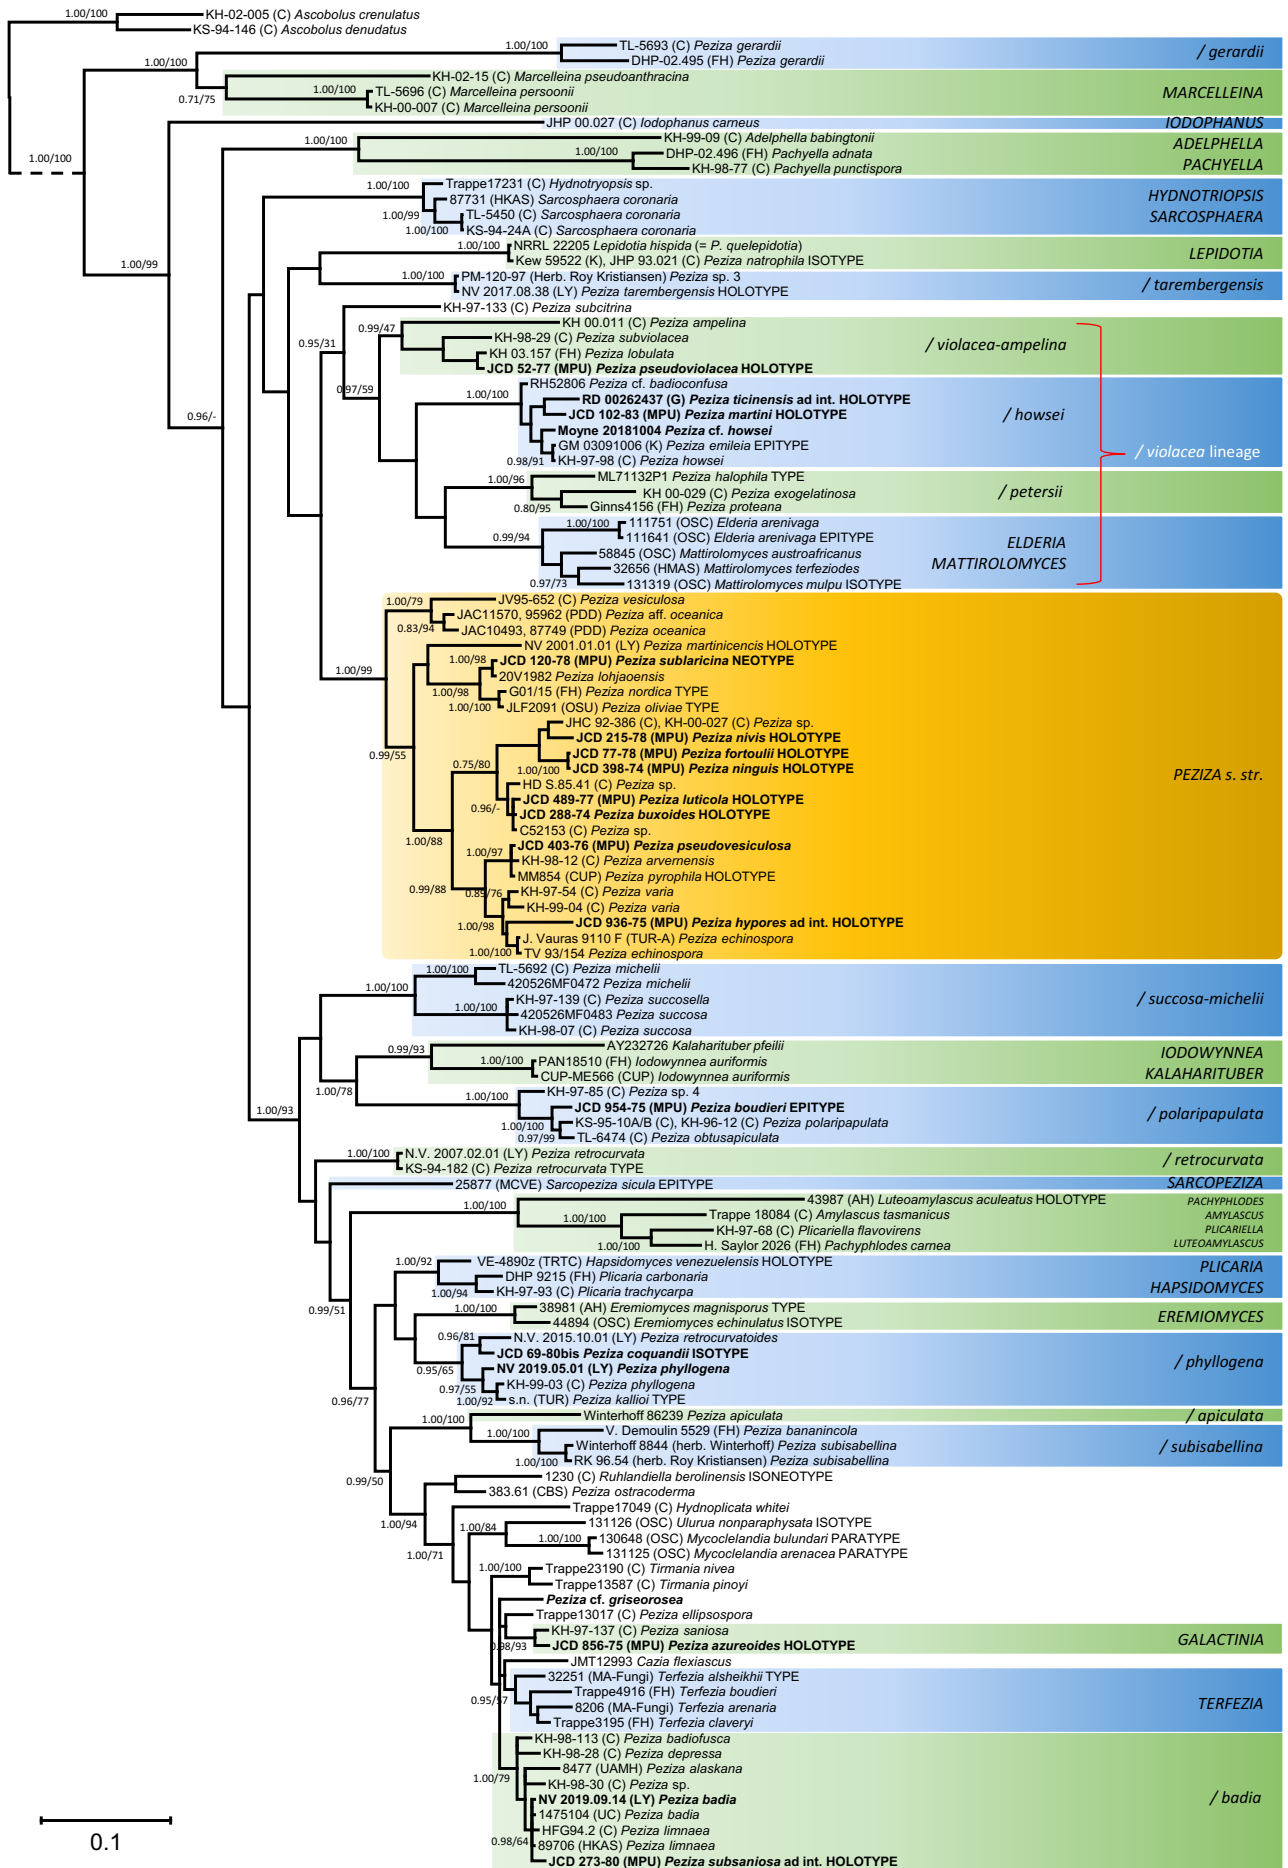 KH-02-005 (C) Ascobolus crenulatus
1.00/100
KS-94-146 (C) Ascobolus denudatus
TL-5693 (C) Peziza gerardii
1.00/100
/ gerardii
DHP-02.495 (FH) Peziza gerardii
1.00/100
KH-02-15 (C) Marcelleina pseudoanthracina
1.00/100
TL-5696 (C) Marcelleina persoonii
MARCELLEINA
0.71/75
KH-00-007 (C) Marcelleina persoonii
JHP 00.027 (C) Iodophanus carneus
IODOPHANUS
KH-99-09 (C) Adelphella babingtonii
ADELPHELLA
1.00/100
1.00/100
DHP-02.496 (FH) Pachyella adnata
1.00/100
PACHYELLA
KH-98-77 (C) Pachyella punctispora
1.00/100
Trappe17231 (C) Hydnotryopsis sp.
HYDNOTRIOPSIS
87731 (HKAS) Sarcosphaera coronaria
1.00/99
TL-5450 (C) Sarcosphaera coronaria
SARCOSPHAERA
1.00/100
KS-94-24A (C) Sarcosphaera coronaria
1.00/100
NRRL 22205 Lepidotia hispida (= P. quelepidotia)
LEPIDOTIA
1.00/99
Kew 59522 (K), JHP 93.021 (C) Peziza natrophila ISOTYPE
1.00/100
PM-120-97 (Herb. Roy Kristiansen) Peziza sp. 3
/ tarembergensis
NV 2017.08.38 (LY) Peziza tarembergensis HOLOTYPE
KH-97-133 (C) Peziza subcitrina
0.99/47
KH 00.011 (C) Peziza ampelina
0.95/31
KH-98-29 (C) Peziza subviolacea
/ violacea-ampelina
KH 03.157 (FH) Peziza lobulata
JCD 52-77 (MPU) Peziza pseudoviolacea HOLOTYPE
0.97/59
RH52806 Peziza cf. badioconfusa
1.00/100
RD 00262437 (G) Peziza ticinensis ad int. HOLOTYPE
0.96/-
JCD 102-83 (MPU) Peziza martini HOLOTYPE
/ howsei
Moyne 20181004 Peziza cf. howsei
GM 03091006 (K) Peziza emileia EPITYPE
/ violacea lineage
0.98/91
KH-97-98 (C) Peziza howsei
1.00/96
ML71132P1 Peziza halophila TYPE
KH 00-029 (C) Peziza exogelatinosa
/ petersii
0.80/95
Ginns4156 (FH) Peziza proteana
1.00/100
111751 (OSC) Elderia arenivaga
0.99/94
111641 (OSC) Elderia arenivaga EPITYPE
ELDERIA
58845 (OSC) Mattirolomyces austroafricanus
MATTIROLOMYCES
32656 (HMAS) Mattirolomyces terfeziodes
0.97/73
131319 (OSC) Mattirolomyces mulpu ISOTYPE
1.00/79
JV95-652 (C) Peziza vesiculosa
JAC11570, 95962 (PDD) Peziza aff. oceanica
0.83/94
JAC10493, 87749 (PDD) Peziza oceanica
NV 2001.01.01 (LY) Peziza martinicencis HOLOTYPE
1.00/98
JCD 120-78 (MPU) Peziza sublaricina NEOTYPE
1.00/99
20V1982 Peziza lohjaoensis
1.00/98
G01/15 (FH) Peziza nordica TYPE
1.00/100
JLF2091 (OSU) Peziza oliviae TYPE
JHC 92-386 (C), KH-00-027 (C) Peziza sp.
JCD 215-78 (MPU) Peziza nivis HOLOTYPE
0.99/55
JCD 77-78 (MPU) Peziza fortoulii HOLOTYPE
0.75/80
1.00/100
JCD 398-74 (MPU) Peziza ninguis HOLOTYPE
PEZIZA s. str.
HD S.85.41 (C) Peziza sp.
JCD 489-77 (MPU) Peziza luticola HOLOTYPE
0.96/-
JCD 288-74 Peziza buxoides HOLOTYPE
C52153 (C) Peziza sp.
1.00/88
JCD 403-76 (MPU) Peziza pseudovesiculosa
1.00/97
KH-98-12 (C) Peziza arvernensis
MM854 (CUP) Peziza pyrophila HOLOTYPE
0.99/88
0.89/76
KH-97-54 (C) Peziza varia
KH-99-04 (C) Peziza varia
1.00/98
JCD 936-75 (MPU) Peziza hypores ad int. HOLOTYPE
J. Vauras 9110 F (TUR-A) Peziza echinospora
1.00/100
TV 93/154 Peziza echinospora
1.00/100
TL-5692 (C) Peziza michelii
1.00/100
420526MF0472 Peziza michelii
KH-97-139 (C) Peziza succosella
/ succosa-michelii
1.00/100
420526MF0483 Peziza succosa
KH-98-07 (C) Peziza succosa
0.99/93
AY232726 Kalaharituber pfeilii
IODOWYNNEA
1.00/100
PAN18510 (FH) Iodowynnea auriformis
KALAHARITUBER
CUP-ME566 (CUP) Iodowynnea auriformis
1.00/78
KH-97-85 (C) Peziza sp. 4
1.00/100
JCD 954-75 (MPU) Peziza boudieri EPITYPE
1.00/93
/ polaripapulata
1.00/100
KS-95-10A/B (C), KH-96-12 (C) Peziza polaripapulata
0.97/99
TL-6474 (C) Peziza obtusapiculata
1.00/100
N.V. 2007.02.01 (LY) Peziza retrocurvata
/ retrocurvata
KS-94-182 (C) Peziza retrocurvata TYPE
25877 (MCVE) Sarcopeziza sicula EPITYPE
SARCOPEZIZA
43987 (AH) Luteoamylascus aculeatus HOLOTYPE
PACHYPHLODES
1.00/100
Trappe 18084 (C) Amylascus tasmanicus
AMYLASCUS
KH-97-68 (C) Plicariella flavovirens
PLICARIELLA
1.00/100
H. Saylor 2026 (FH) Pachyphlodes carnea
LUTEOAMYLASCUS
1.00/92
VE-4890z (TRTC) Hapsidomyces venezuelensis HOLOTYPE
PLICARIA
DHP 9215 (FH) Plicaria carbonaria
HAPSIDOMYCES
1.00/94
KH-97-93 (C) Plicaria trachycarpa
0.99/51
1.00/100
38981 (AH) Eremiomyces magnisporus TYPE
EREMIOMYCES
44894 (OSC) Eremiomyces echinulatus ISOTYPE
0.96/81
N.V. 2015.10.01 (LY) Peziza retrocurvatoides
JCD 69-80bis Peziza coquandii ISOTYPE
/ phyllogena
0.95/65
NV 2019.05.01 (LY) Peziza phyllogena
0.97/55
KH-99-03 (C) Peziza phyllogena
1.00/92
s.n. (TUR) Peziza kallioi TYPE
0.96/77
Winterhoff 86239 Peziza apiculata
/ apiculata
1.00/100
V. Demoulin 5529 (FH) Peziza bananincola
1.00/100
Winterhoff 8844 (herb. Winterhoff) Peziza subisabellina
/ subisabellina
1.00/100
RK 96.54 (herb. Roy Kristiansen) Peziza subisabellina
0.99/50
1230 (C) Ruhlandiella berolinensis ISONEOTYPE
383.61 (CBS) Peziza ostracoderma
Trappe17049 (C) Hydnoplicata whitei
1.00/94
1.00/84
131126 (OSC) Ulurua nonparaphysata ISOTYPE
1.00/100
130648 (OSC) Mycoclelandia bulundari PARATYPE
1.00/71
131125 (OSC) Mycoclelandia arenacea PARATYPE
1.00/100
Trappe23190 (C) Tirmania nivea
Trappe13587 (C) Tirmania pinoyi
Peziza cf. griseorosea
Trappe13017 (C) Peziza ellipsospora
KH-97-137 (C) Peziza saniosa
GALACTINIA
0.98/93
JCD 856-75 (MPU) Peziza azureoides HOLOTYPE
JMT12993 Cazia flexiascus
32251 (MA-Fungi) Terfezia alsheikhii TYPE
0.95/57
Trappe4916 (FH) Terfezia boudieri
TERFEZIA
8206 (MA-Fungi) Terfezia arenaria
Trappe3195 (FH) Terfezia claveryi
KH-98-113 (C) Peziza badiofusca
KH-98-28 (C) Peziza depressa
8477 (UAMH) Peziza alaskana
1.00/79
KH-98-30 (C) Peziza sp.
NV 2019.09.14 (LY) Peziza badia
/ badia
1475104 (UC) Peziza badia
HFG94.2 (C) Peziza limnaea
0.98/64
89706 (HKAS) Peziza limnaea
0.1
JCD 273-80 (MPU) Peziza subsaniosa ad int. HOLOTYPE